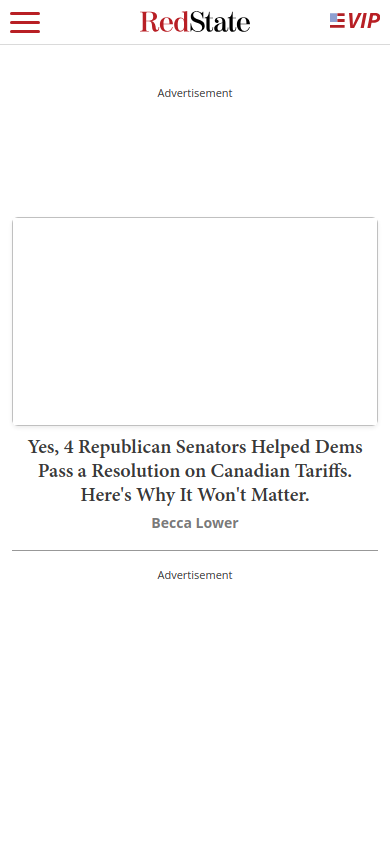 RedState
VIP
Advertisement
Yes, 4 Republican Senators Helped Dems
Pass a Resolution on Canadian Tariffs.
Here's Why It Won't Matter.
Becca Lower
Advertisement